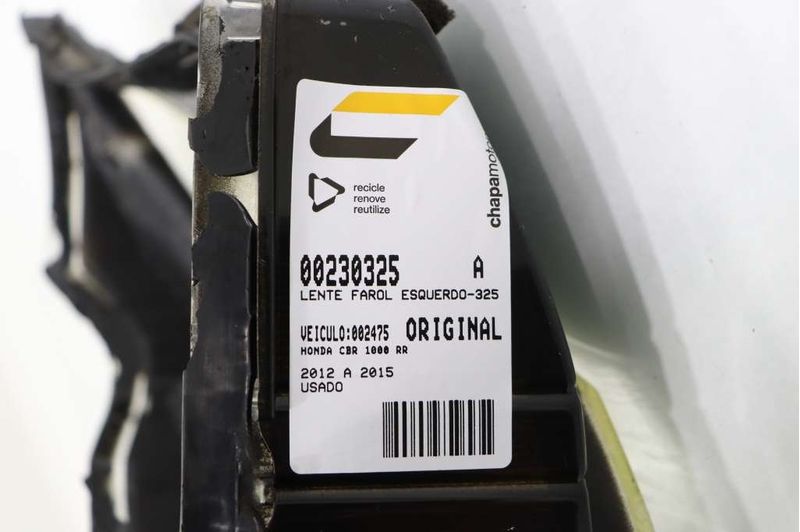 recicle
renove
reutilize
chapamoto
00230325 A
LENTE FAROL ESQUERDO-325
VEICULO:002475 ORIGINAL
HONDA CBR 1000 RR
2012 A 2015
USADO